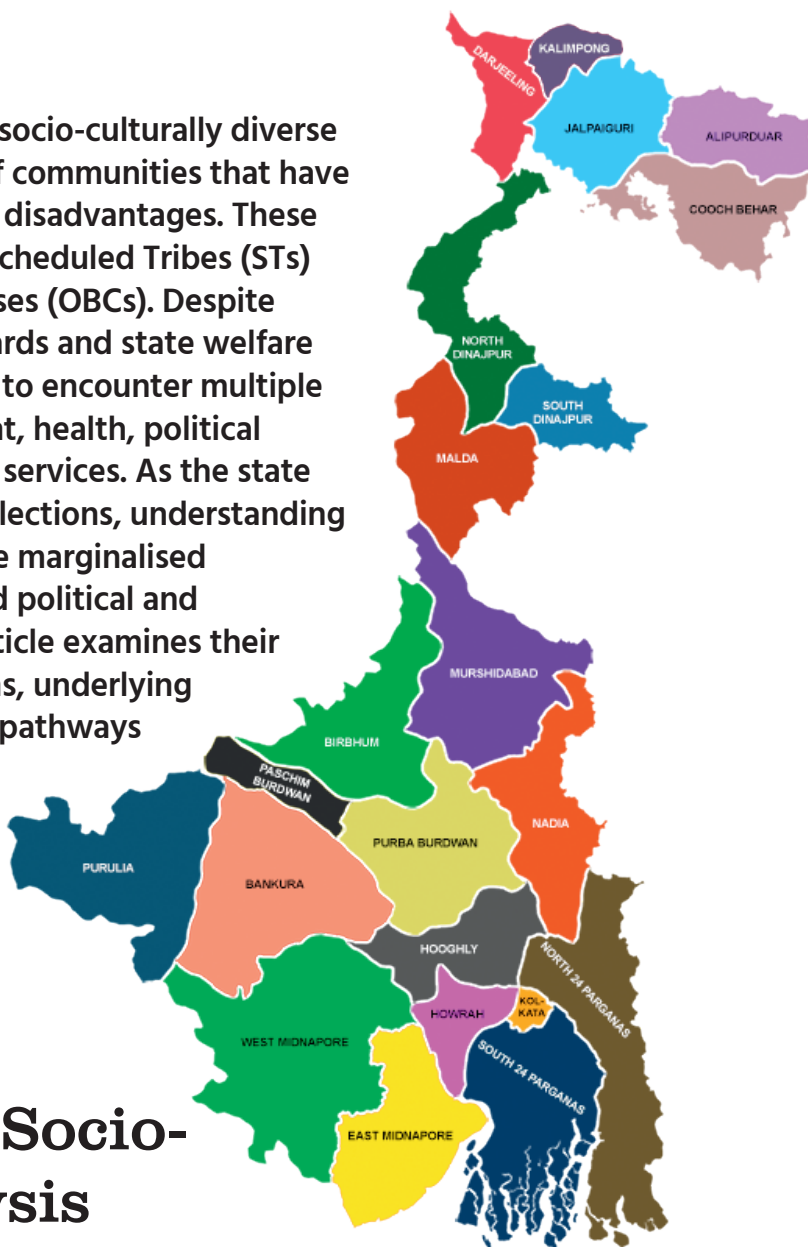 socio-culturally diverse
f communities that have
disadvantages. These
cheduled Tribes (STs)
ses (OBCs). Despite
ards and state welfare
to encounter multiple
t, health, political
services. As the state
lections, understanding
e marginalised
d political and
ticle examines their
s, underlying
pathways
Socio-
ysis
DARJEELING
KALIMPONG
JALPAIGURI
ALIPURDUAR
COOCH BEHAR
NORTH
DINAJPUR
SOUTH
DINAJPUR
MALDA
MURSHIDABAD
BIRBHUM
PASCHIM
BURDWAN
PURBA BURDWAN
NADIA
PURULIA
BANKURA
HOOGHLY
NORTH 24 PARGANAS
KOL-
KATA
HOWRAH
WEST MIDNAPORE
SOUTH 24 PARGANAS
EAST MIDNAPORE